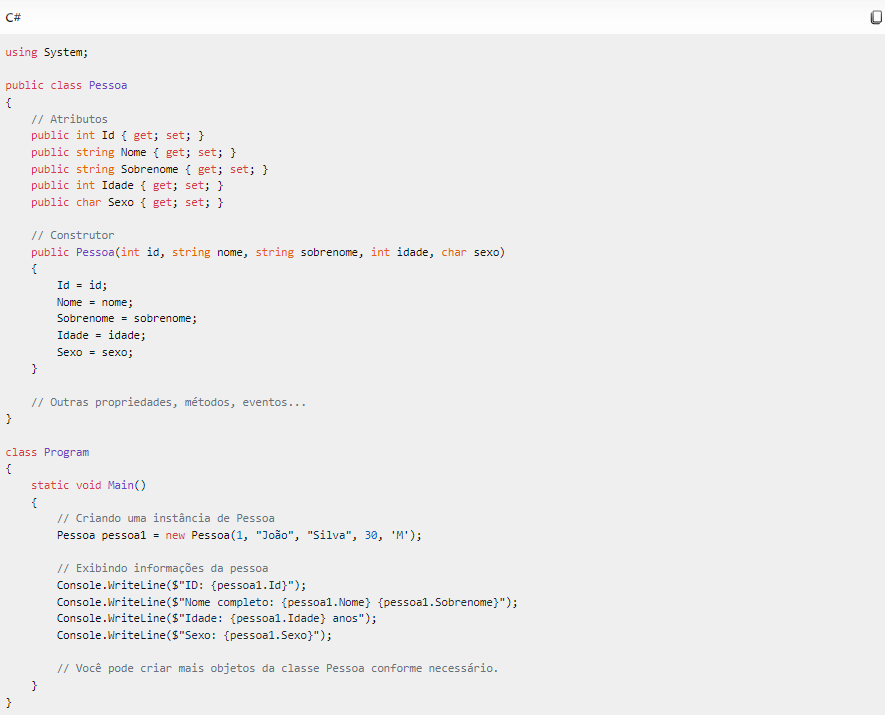 C#
using System;
public class Pessoa
{
// Atributos
public int Id { get; set; }
public string Nome { get; set; }
public string Sobrenome { get; set; }
public int Idade { get; set; }
public char Sexo { get; set; }
// Construtor
public Pessoa(int id, string nome, string sobrenome, int idade, char sexo)
{
Id = id;
Nome = nome;
Sobrenome = sobrenome;
Idade = idade;
Sexo = sexo;
}
// Outras propriedades, métodos, eventos...
}
class Program
{
static void Main()
{
// Criando uma instância de Pessoa
Pessoa pessoa1 = new Pessoa(1, "João", "Silva", 30, 'M');
// Exibindo informações da pessoa
Console.WriteLine($"ID: {pessoa1.Id}");
Console.WriteLine($"Nome completo: {pessoa1.Nome} {pessoa1.Sobrenome}");
Console.WriteLine($"Idade: {pessoa1.Idade} anos");
Console.WriteLine($"Sexo: {pessoa1.Sexo}");
// Você pode criar mais objetos da classe Pessoa conforme necessário.
}
}